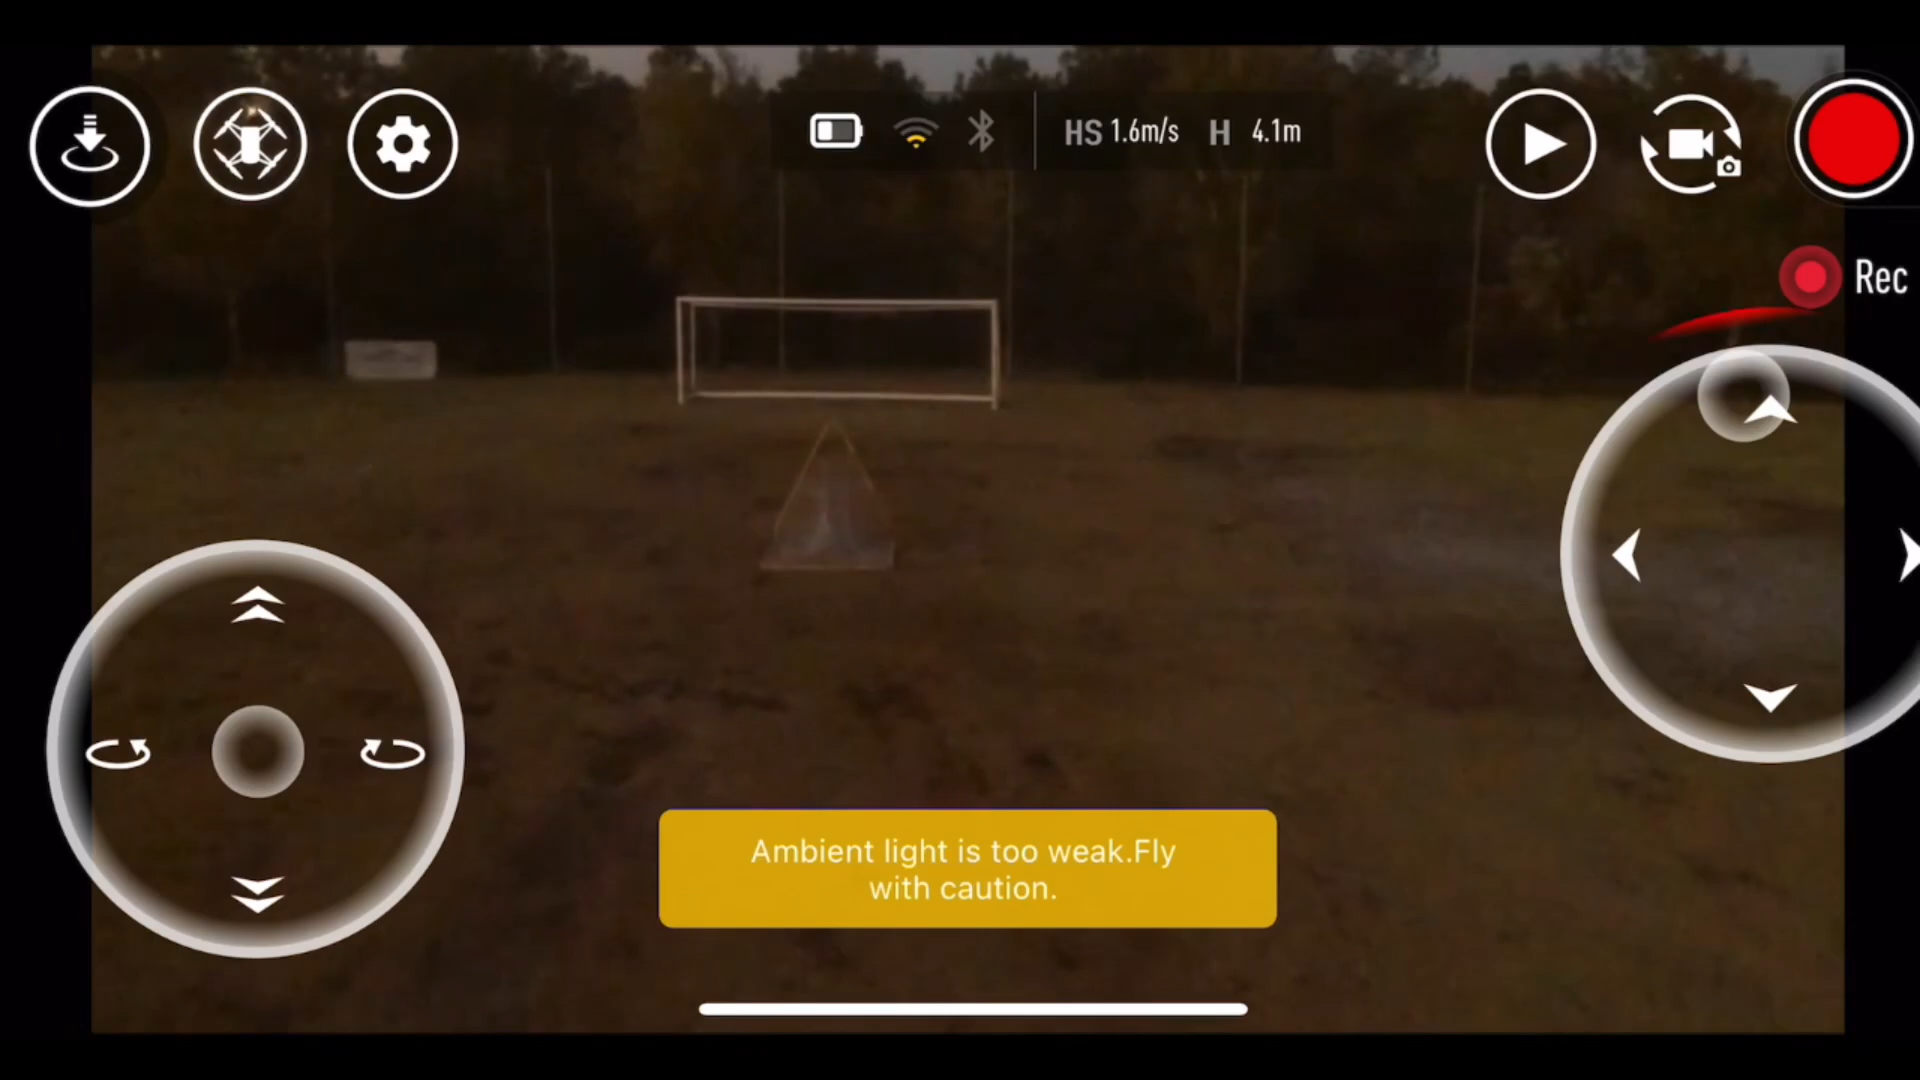 HS 1.6m/s H 4.1m
Rec
Ambient light is too weak.Fly
with caution.